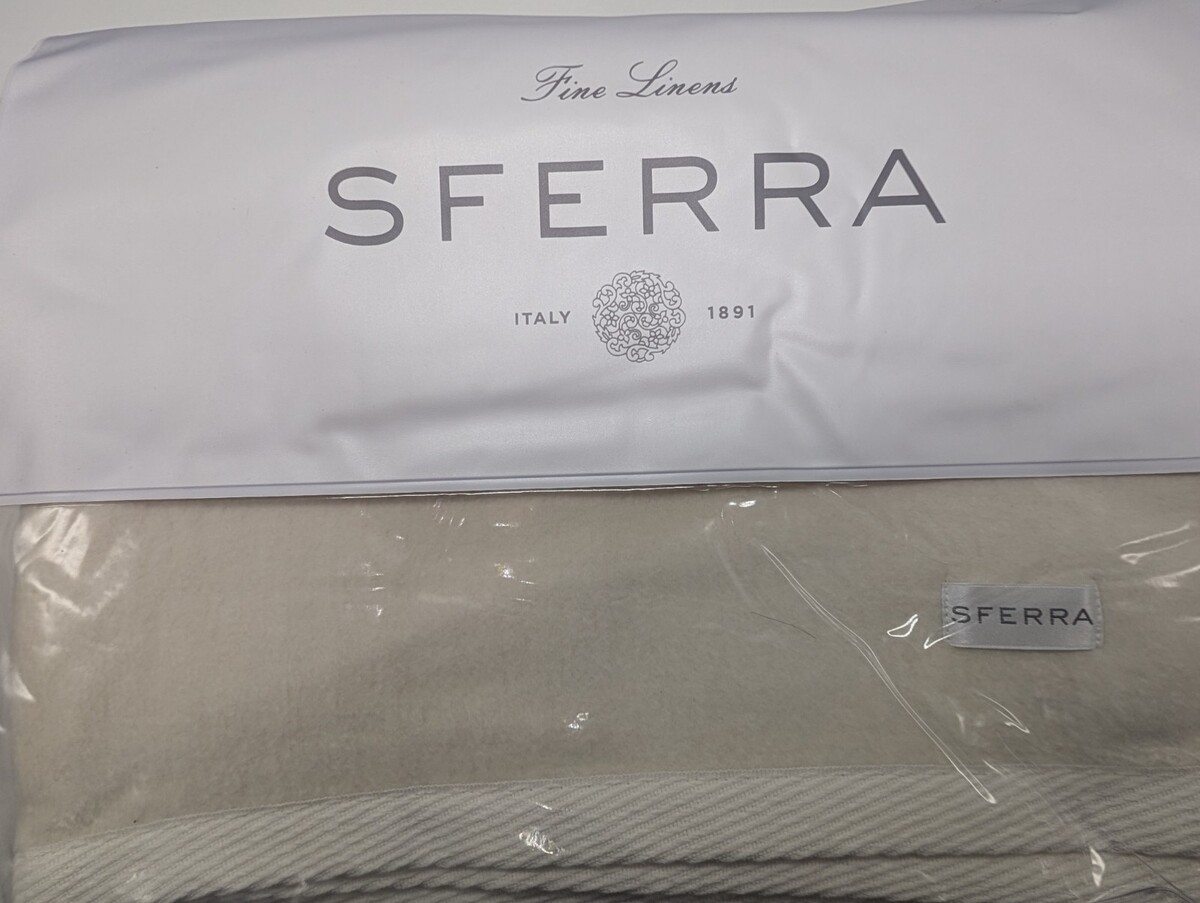 Fine Linens
SFERRA
ITALY 1891
SFERRA